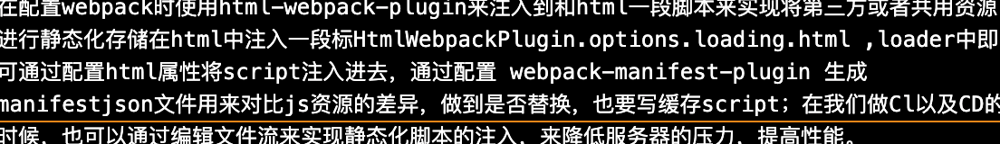 在配置webpack时使用html-webpack-plugin来注入到和html一段脚本来实现将第三方或者共用资源
进行静态化存储在html中注入一段标HtmlWebpackPlugin.options.loading.html ,loader中即
可通过配置html属性将script注入进去，通过配置 webpack-manifest-plugin 生成
manifestjson文件用来对比js资源的差异，做到是否替换，也要写缓存script；在我们做Cl以及CD的
时候，也可以通过编辑文件流来实现静态化脚本的注入，来降低服务器的压力，提高性能。